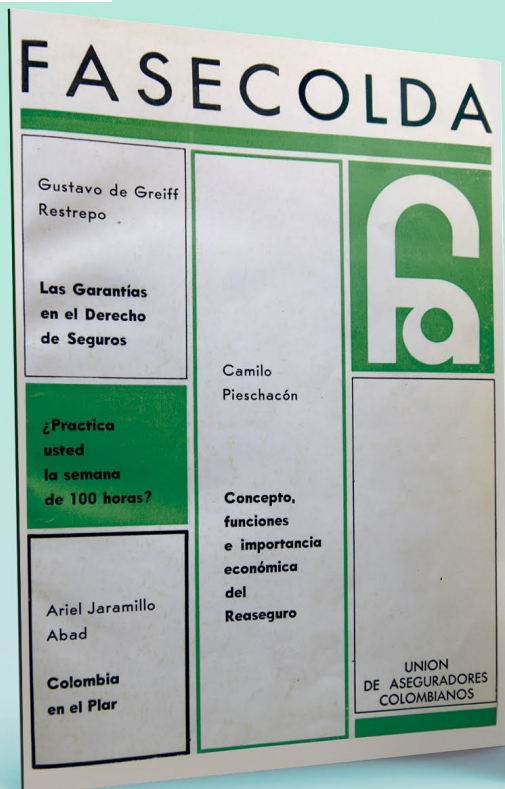 FASECOLDA
Gustavo de Greiff
Restrepo
Las Garantías
en el Derecho
de Seguros
¿Practica
usted
la semana
de 100 horas?
Ariel Jaramillo
Abad
Colombia
en el Plar
Camilo
Pieschacón
Concepto,
funciones
e importancia
económica
del
Reaseguro
fa
UNION
DE ASEGURADORES
COLOMBIANOS